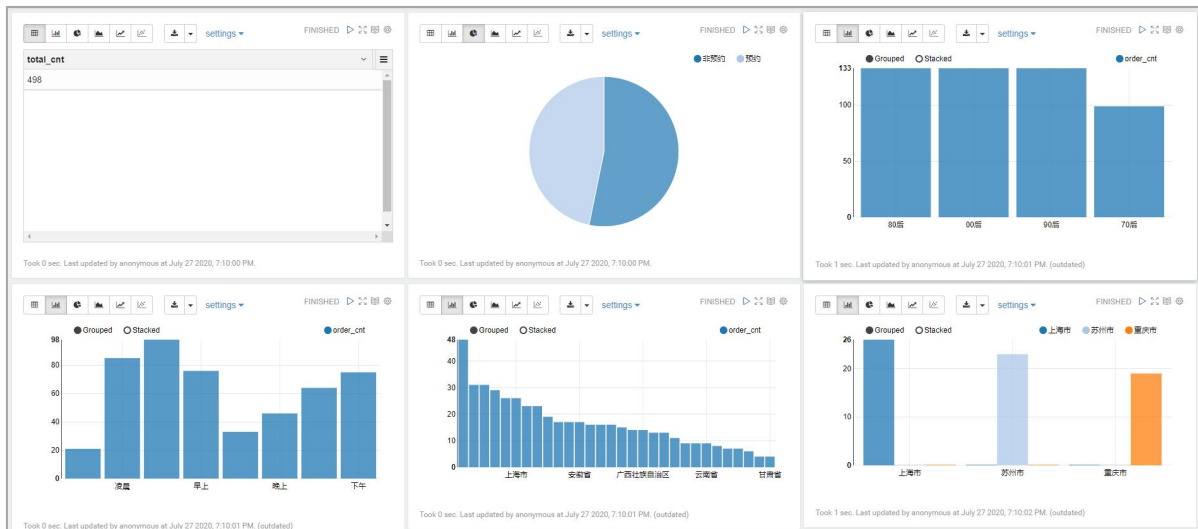 settings
FINISHED
total_cnt
498
Took 0 sec. Last updated by anonymous at July 27 2020, 7:10:00 PM.
settings
FINISHED
非预约 预约
Took 0 sec. Last updated by anonymous at July 27 2020, 7:10:00 PM.
settings
FINISHED
Grouped Stacked order_cnt
133
100
50
0
80后 00后 90后 70后
Took 1 sec. Last updated by anonymous at July 27 2020, 7:10:01 PM. (outdated)
settings
FINISHED
Grouped Stacked order_cnt
98
80
60
40
20
0
凌晨 早上 晚上 下午
Took 0 sec. Last updated by anonymous at July 27 2020, 7:10:01 PM. (outdated)
settings
FINISHED
Grouped Stacked order_cnt
48
40
30
20
10
0
上海市 安徽省 广西壮族自治区 云南省 甘肃省
Took 0 sec. Last updated by anonymous at July 27 2020, 7:10:01 PM. (outdated)
settings
FINISHED
Grouped Stacked 上海市 苏州市 重庆市
26
20
10
0
上海市 苏州市 重庆市
Took 1 sec. Last updated by anonymous at July 27 2020, 7:10:02 PM. (outdated)